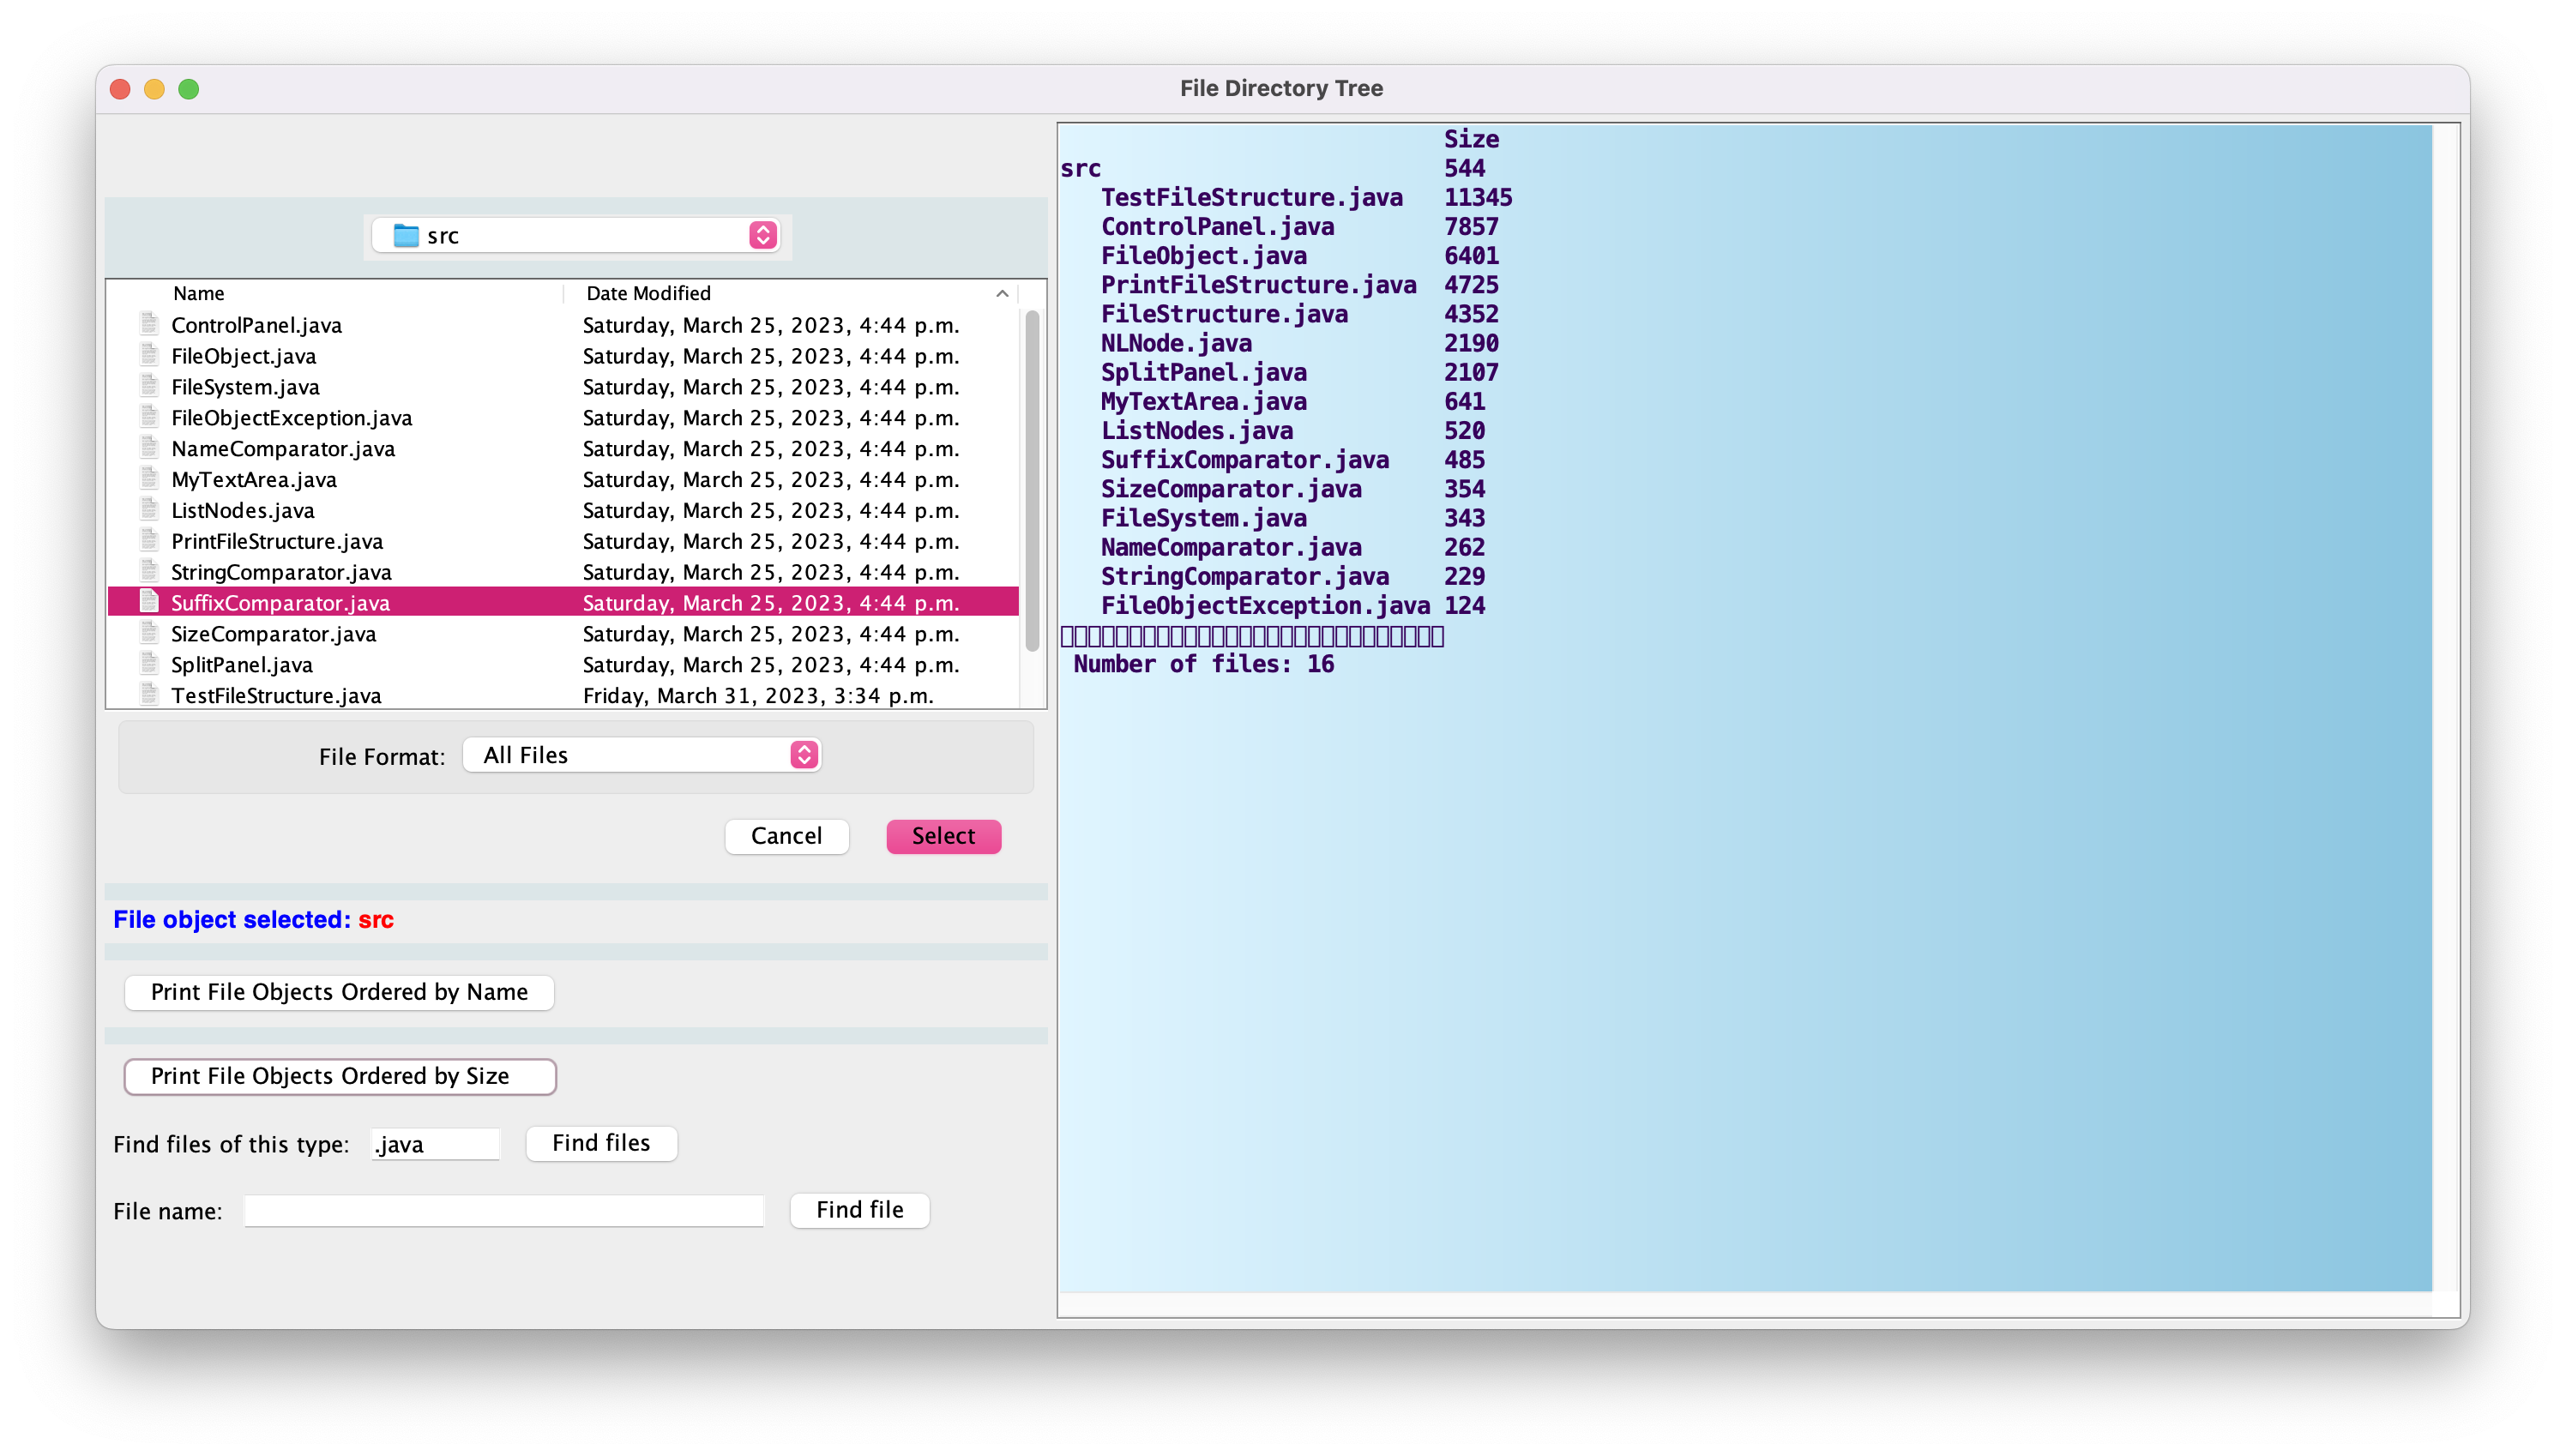 File Directory Tree
src
Name Date Modified
ControlPanel.java Saturday, March 25, 2023, 4:44 p.m.
FileObject.java Saturday, March 25, 2023, 4:44 p.m.
FileSystem.java Saturday, March 25, 2023, 4:44 p.m.
FileObjectException.java Saturday, March 25, 2023, 4:44 p.m.
NameComparator.java Saturday, March 25, 2023, 4:44 p.m.
MyTextArea.java Saturday, March 25, 2023, 4:44 p.m.
ListNodes.java Saturday, March 25, 2023, 4:44 p.m.
PrintFileStructure.java Saturday, March 25, 2023, 4:44 p.m.
StringComparator.java Saturday, March 25, 2023, 4:44 p.m.
SuffixComparator.java Saturday, March 25, 2023, 4:44 p.m.
SizeComparator.java Saturday, March 25, 2023, 4:44 p.m.
SplitPanel.java Saturday, March 25, 2023, 4:44 p.m.
TestFileStructure.java Friday, March 31, 2023, 3:34 p.m.
File Format: All Files
Cancel Select
File object selected: src
Print File Objects Ordered by Name
Print File Objects Ordered by Size
Find files of this type: .java Find files
File name: Find file
Size
src 544
TestFileStructure.java 11345
ControlPanel.java 7857
FileObject.java 6401
PrintFileStructure.java 4725
FileStructure.java 4352
NLNode.java 2190
SplitPanel.java 2107
MyTextArea.java 641
ListNodes.java 520
SuffixComparator.java 485
SizeComparator.java 354
FileSystem.java 343
NameComparator.java 262
StringComparator.java 229
FileObjectException.java 124
Number of files: 16